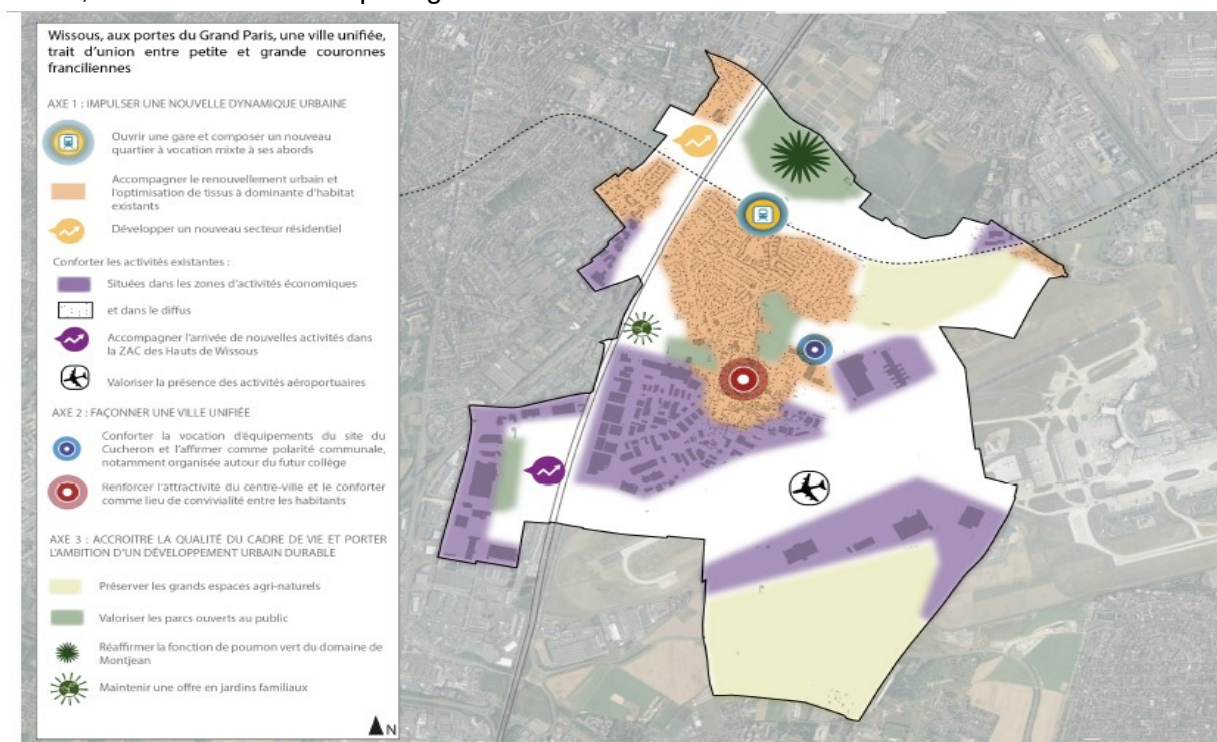 Wissous, aux portes du Grand Paris, une ville unifiée,
trait d'union entre petite et grande couronnes
franciliennes
AXE 1 : IMPULSER UNE NOUVELLE DYNAMIQUE URBAINE
Ouvrir une gare et composer un nouveau
quartier à vocation mixte à ses abords
Accompagner le renouvellement urbain et
l'optimisation de tissus à dominante d'habitat
existants
Développer un nouveau secteur résidentiel
Conforter les activités existantes :
Situées dans les zones d'activités économiques
et dans le diffus
Accompagner l'arrivée de nouvelles activités dans
la ZAC des Hauts de Wissous
Valoriser la présence des activités aéroportuaires
AXE 2 : FAÇONNER UNE VILLE UNIFIÉE
Conforter la vocation d'équipements du site du
Cucheron et l'affirmer comme polarité communale,
notamment organisée autour du futur collège
Renforcer l'attractivité du centre-ville et le conforter
comme lieu de convivialité entre les habitants
AXE 3 : ACCROITRE LA QUALITÉ DU CADRE DE VIE ET PORTER
L'AMBITION D'UN DÉVELOPPEMENT URBAIN DURABLE
Préserver les grands espaces agri-naturels
Valoriser les parcs ouverts au public
Réaffirmer la fonction de poumon vert du domaine de
Montjean
Maintenir une offre en jardins familiaux
N